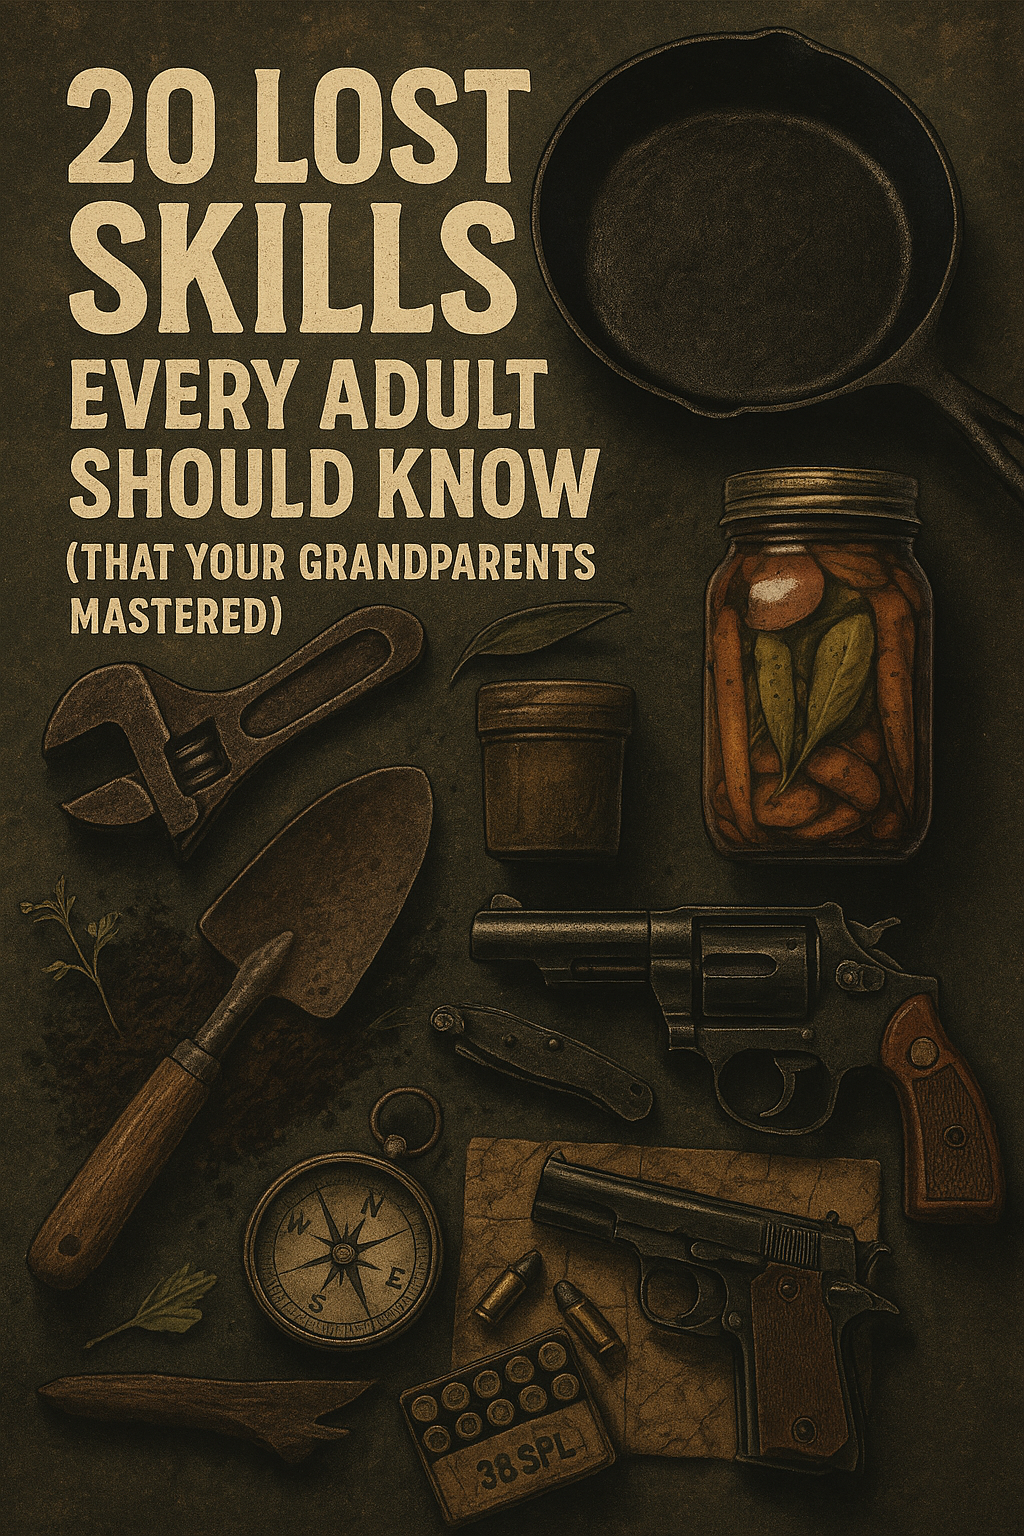 20 LOST
SKILLS
EVERY ADULT
SHOULD KNOW
(THAT YOUR GRANDPARENTS
MASTERED)
N
W
E
S
38 SPL